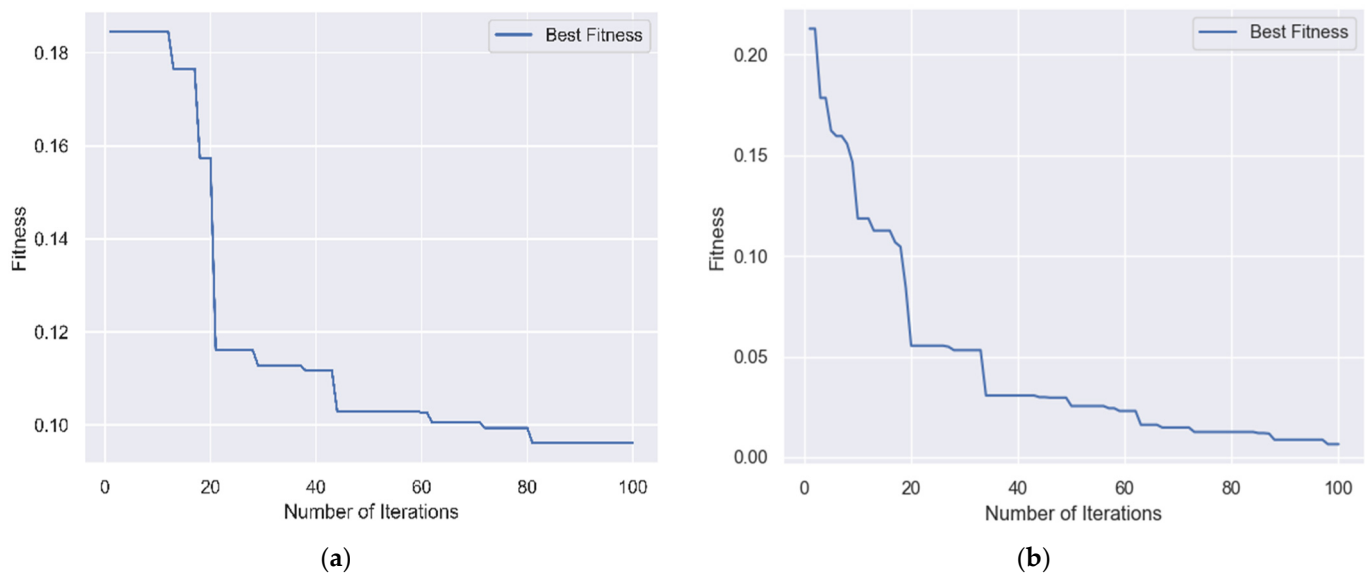 Best Fitness
0.18
0.16
0.14
0.12
0.10
Fitness
0 20 40 60 80 100
Number of Iterations
(a)
Best Fitness
0.20
0.15
0.10
0.05
0.00
Fitness
0 20 40 60 80 100
Number of Iterations
(b)